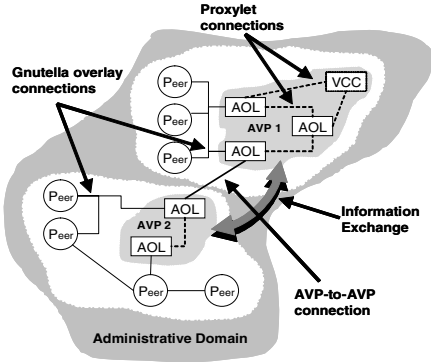 Proxylet
connections
Gnutella overlay
connections
Peer
VCC
AOL
Peer
AVP 1
AOL
Peer
AOL
Peer
AOL
Peer
AVP 2
AOL
Information
Exchange
Peer
Peer
AVP-to-AVP
connection
Administrative Domain